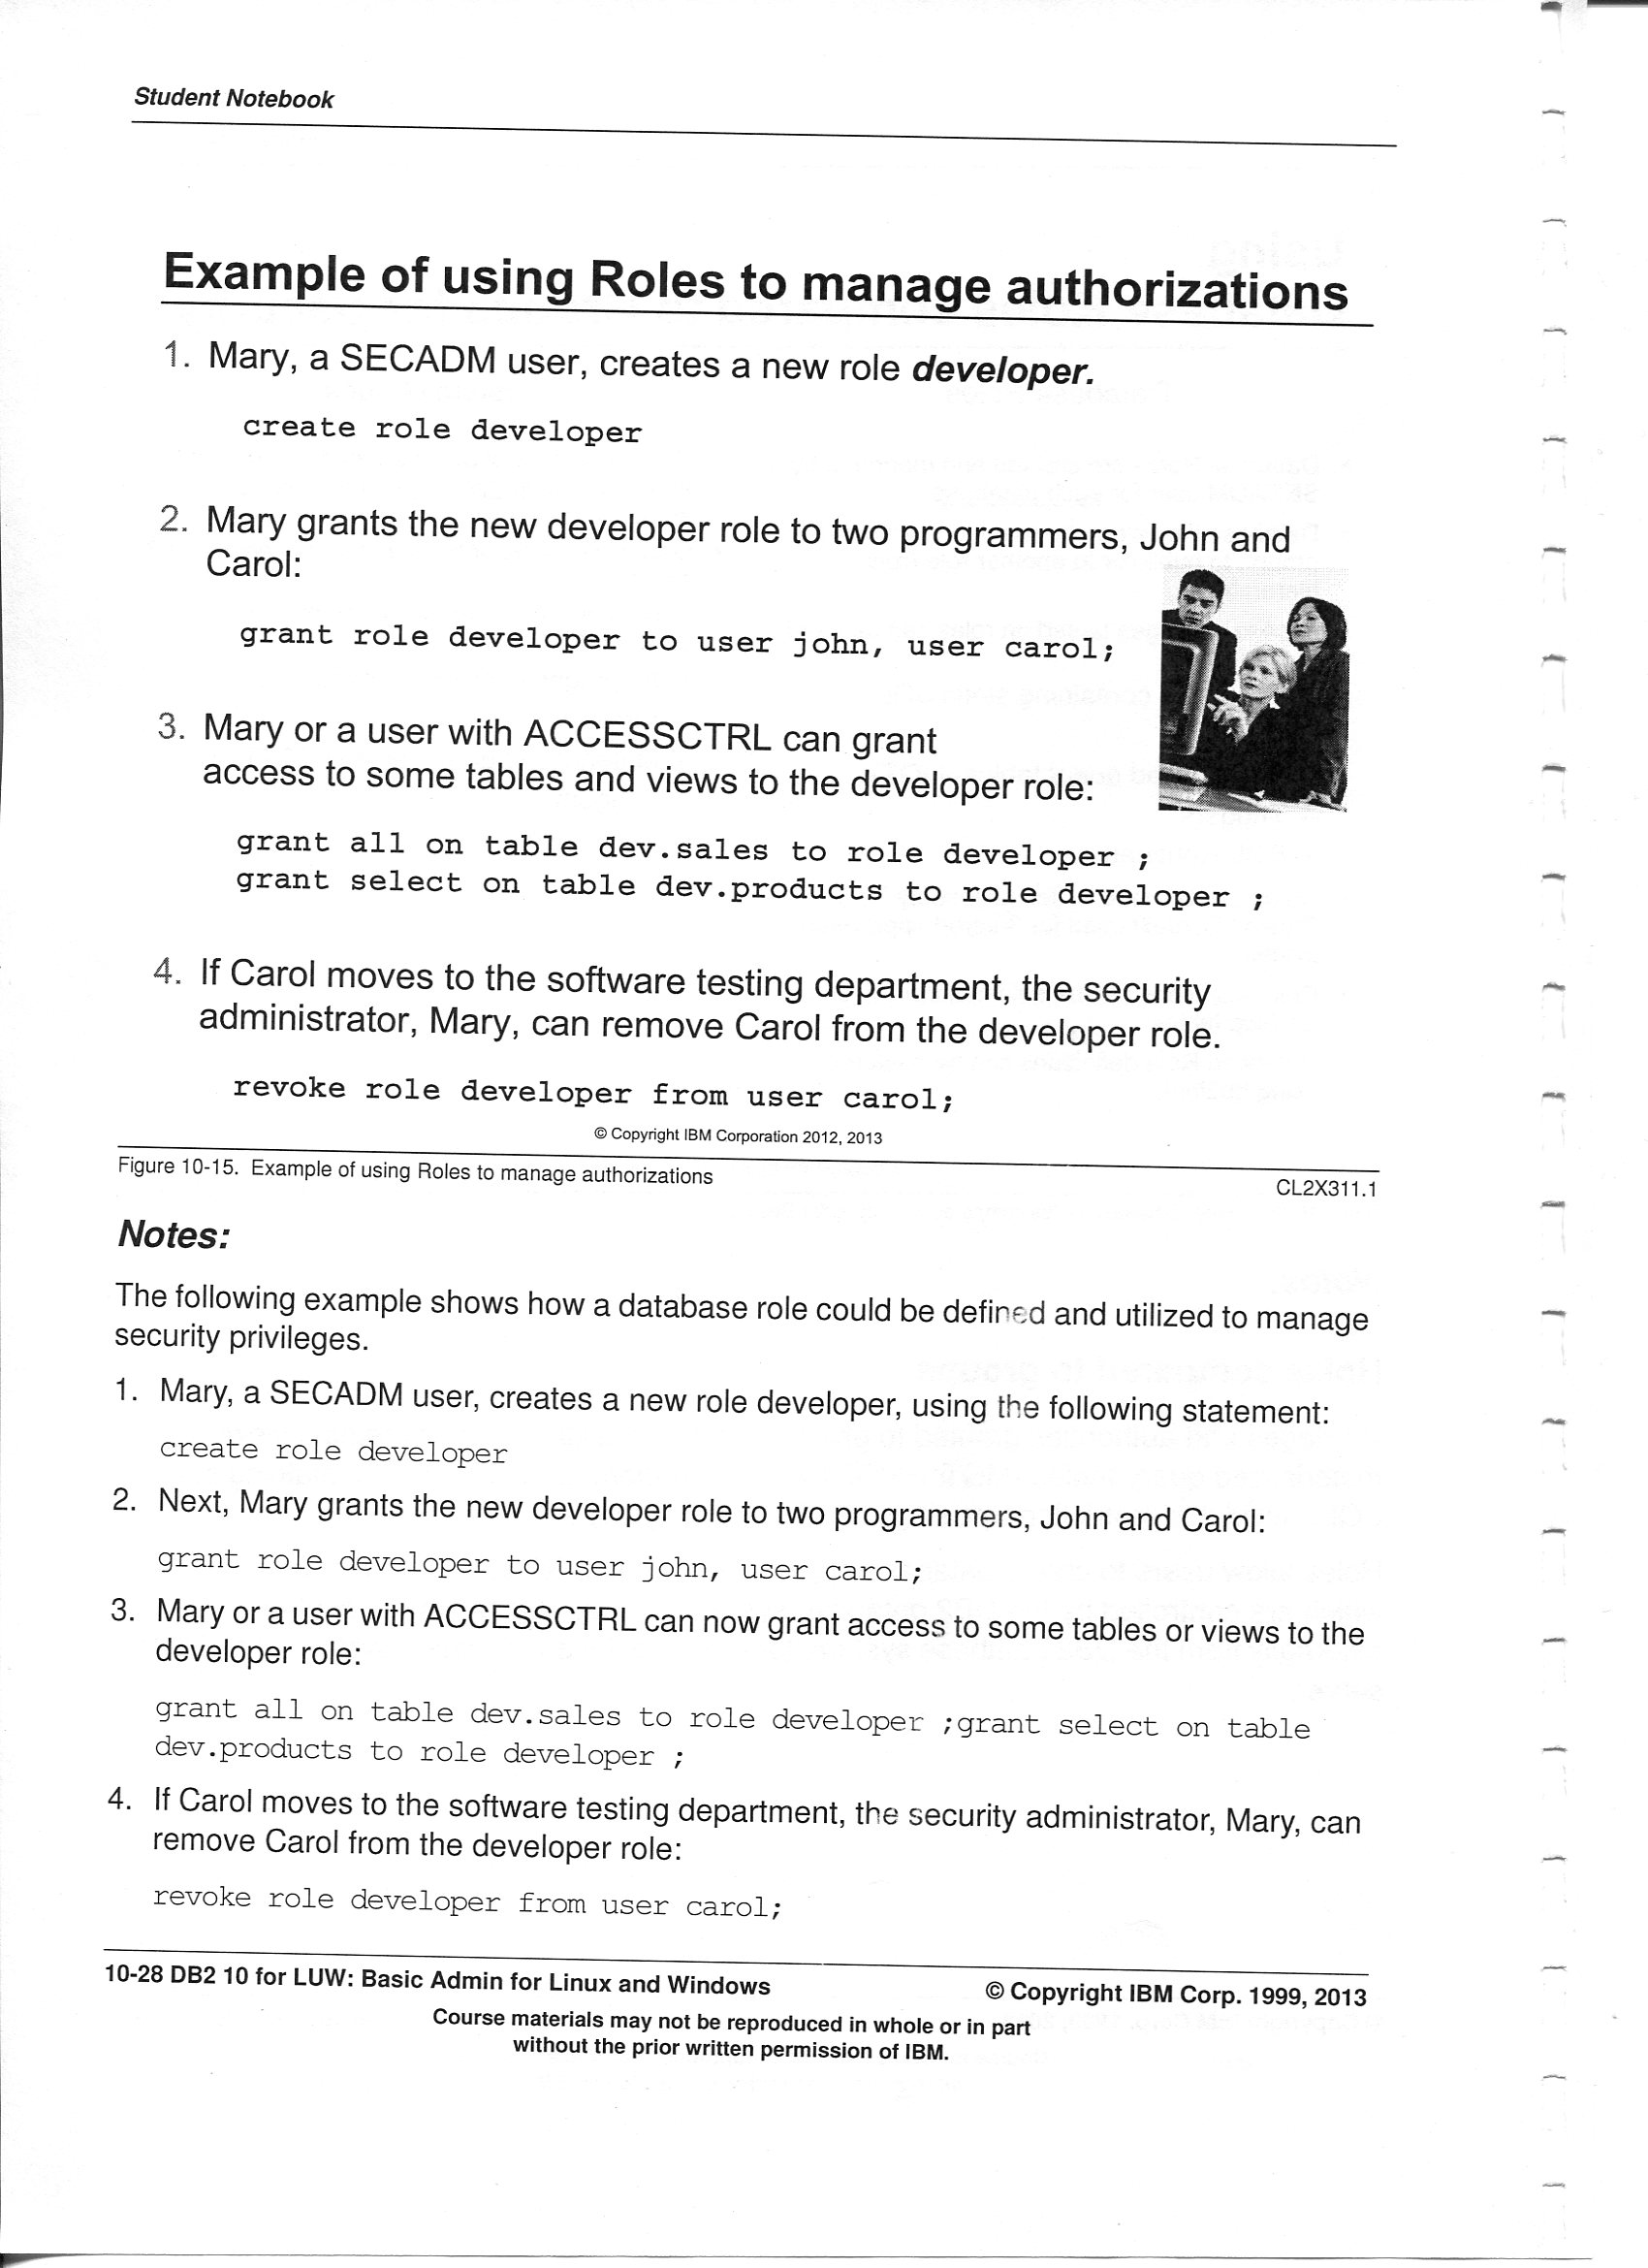 Student Notebook
Example of using Roles to manage authorizations
1. Mary, a SECADM user, creates a new role developer.
create role developer
2. Mary grants the new developer role to two programmers, John and
Carol:
grant role developer to user john, user carol;
3. Mary or a user with ACCESSCTRL can grant
access to some tables and views to the developer role:
grant all on table dev.sales to role developer ;
grant select on table dev.products to role developer ;
4. If Carol moves to the software testing department, the security
administrator, Mary, can remove Carol from the developer role.
revoke role developer from user carol;
© Copyright IBM Corporation 2012, 2013
Figure 10-15. Example of using Roles to manage authorizations
CL2X311.1
Notes:
The following example shows how a database role could be defined and utilized to manage
security privileges.
1. Mary, a SECADM user, creates a new role developer, using the following statement:
create role developer
2. Next, Mary grants the new developer role to two programmers, John and Carol:
grant role developer to user john, user carol;
3. Mary or a user with ACCESSCTRL can now grant access to some tables or views to the
developer role:
grant all on table dev.sales to role developer ;grant select on table
dev.products to role developer ;
4. If Carol moves to the software testing department, the security administrator, Mary, can
remove Carol from the developer role:
revoke role developer from user carol;
10-28 DB2 10 for LUW: Basic Admin for Linux and Windows
© Copyright IBM Corp. 1999, 2013
Course materials may not be reproduced in whole or in part
without the prior written permission of IBM.